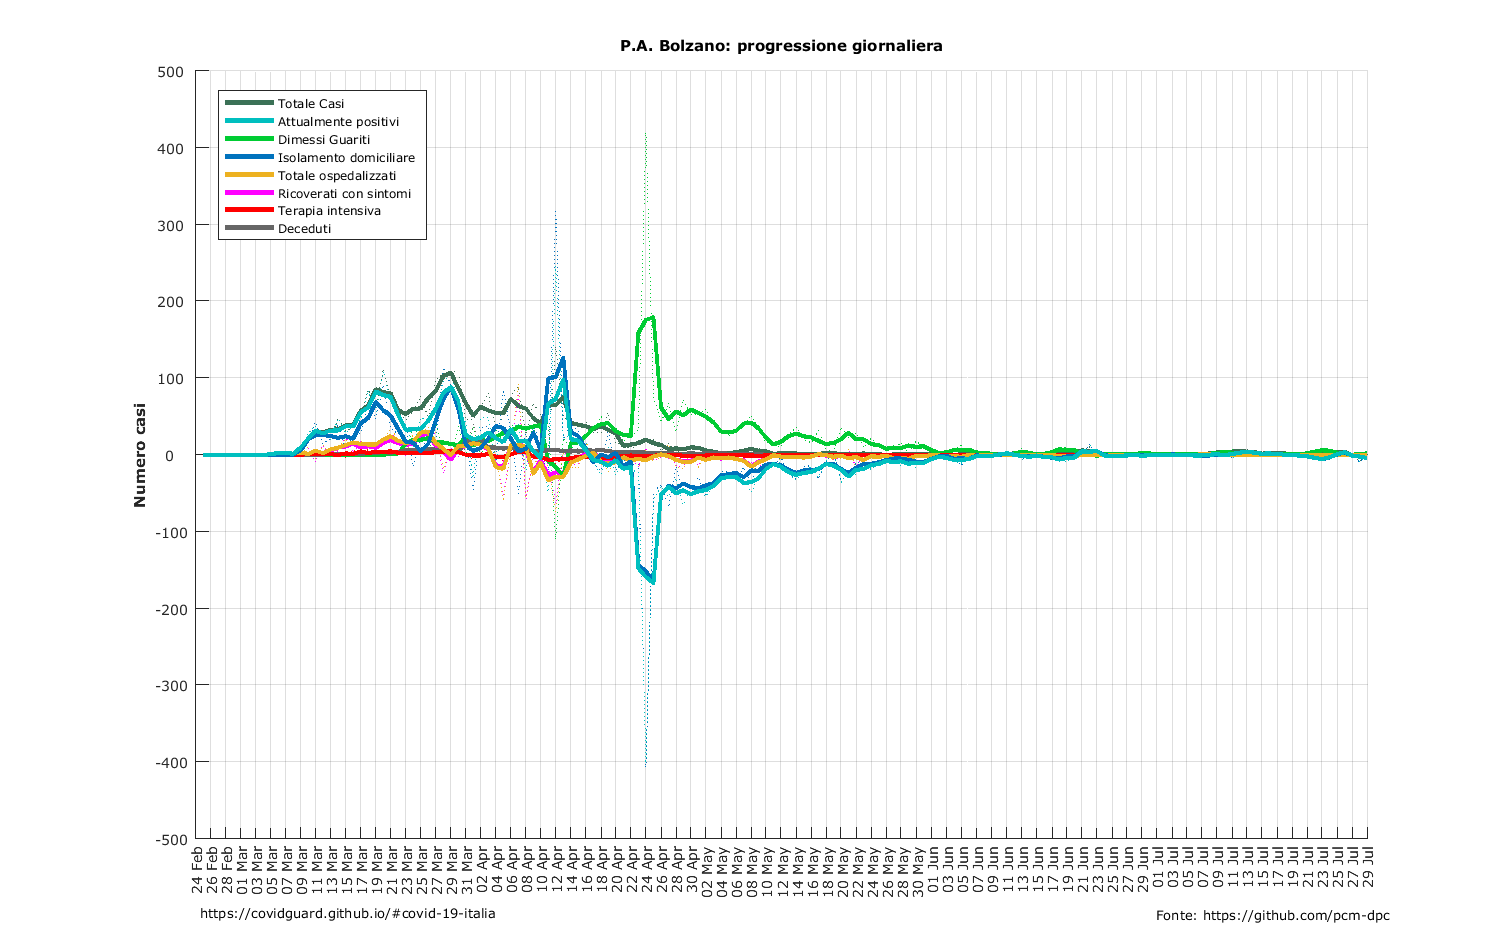 P.A. Bolzano: progressione giornaliera
500
400
300
200
100
0
-100
-200
-300
-400
-500
Numero casi
Totale Casi
Attualmente positivi
Dimessi Guariti
Isolamento domiciliare
Totale ospedalizzati
Ricoverati con sintomi
Terapia intensiva
Deceduti
24 Feb
26 Feb
28 Feb
01 Mar
03 Mar
05 Mar
07 Mar
09 Mar
11 Mar
13 Mar
15 Mar
17 Mar
19 Mar
21 Mar
23 Mar
25 Mar
27 Mar
29 Mar
31 Mar
02 Apr
04 Apr
06 Apr
08 Apr
10 Apr
12 Apr
14 Apr
16 Apr
18 Apr
20 Apr
22 Apr
24 Apr
26 Apr
28 Apr
30 Apr
02 May
04 May
06 May
08 May
10 May
12 May
14 May
16 May
18 May
20 May
22 May
24 May
26 May
28 May
30 May
01 Jun
03 Jun
05 Jun
07 Jun
09 Jun
11 Jun
13 Jun
15 Jun
17 Jun
19 Jun
21 Jun
23 Jun
25 Jun
27 Jun
29 Jun
01 Jul
03 Jul
05 Jul
07 Jul
09 Jul
11 Jul
13 Jul
15 Jul
17 Jul
19 Jul
21 Jul
23 Jul
25 Jul
27 Jul
29 Jul
https://covidguard.github.io/#covid-19-italia
Fonte: https://github.com/pcm-dpc